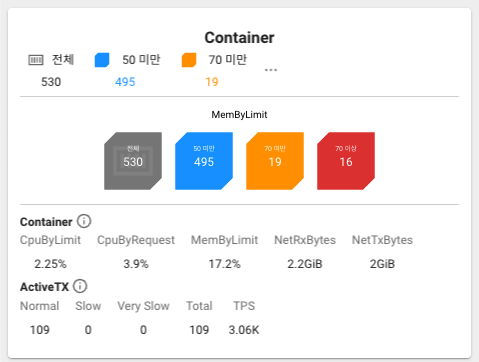 Container
전체 50 미만 70 미만 ...
530 495 19
MemByLimit
전체 50 미만 70 미만 70 이상
530 495 19 16
Container
CpuByLimit CpuByRequest MemByLimit NetRxBytes NetTxBytes
2.25% 3.9% 17.2% 2.2GiB 2GiB
ActiveTX
Normal Slow Very Slow Total TPS
109 0 0 109 3.06K